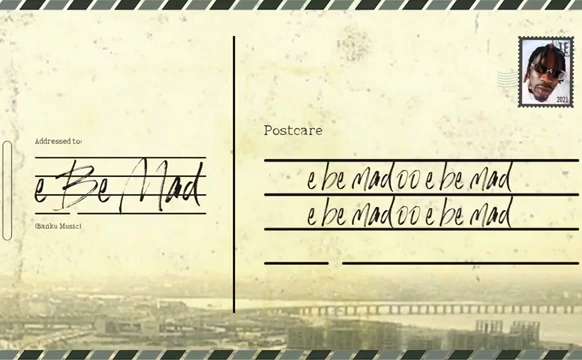 Addressed to:
e Be Mad
(Banku Music)
2021
Postcare
e be mad oo e be mad
e be mad oo e be mad